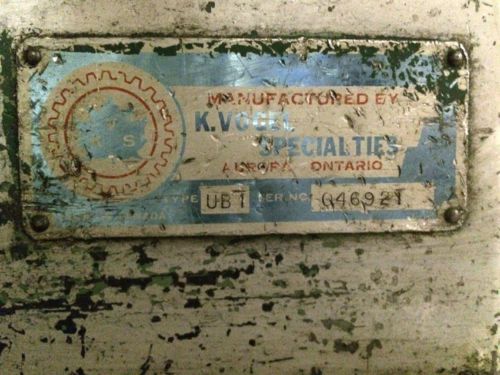 MANUFACTURED BY
K. VOGEL
SPECIALTIES
AURORA ONTARIO
TYPE UB1 SER. NO. 046921
S